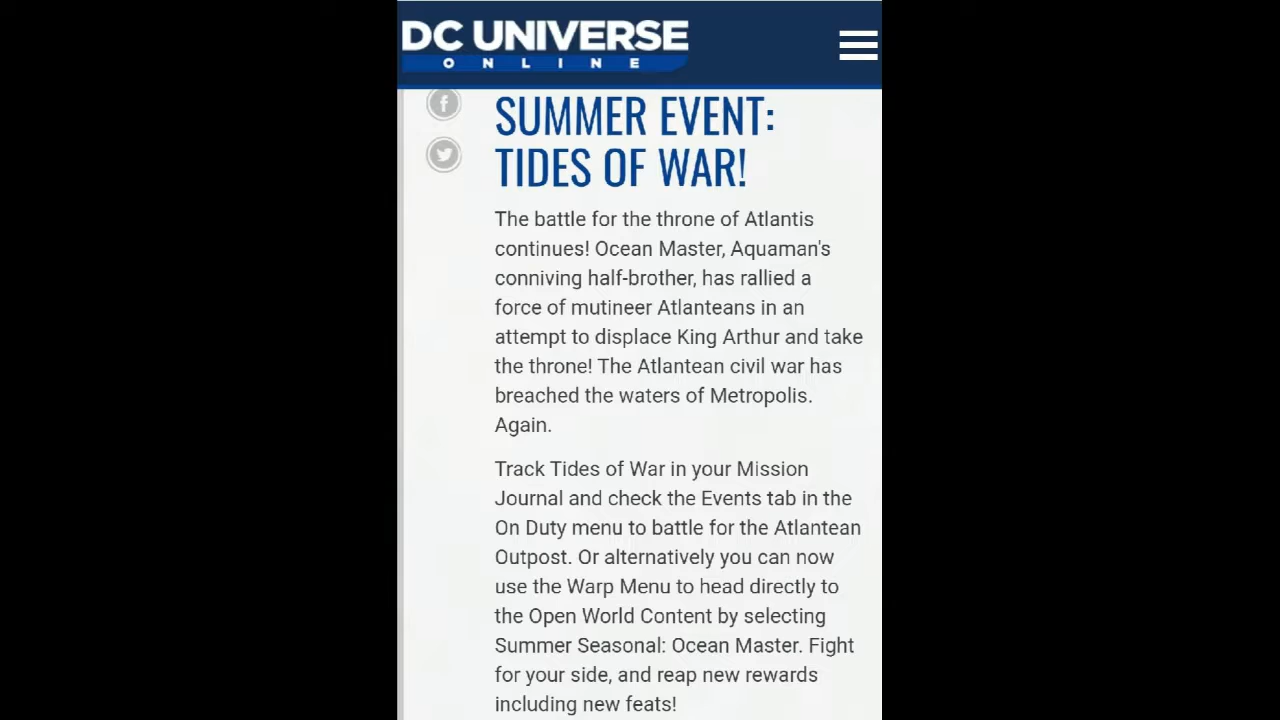 DC UNIVERSE
ONLINE
SUMMER EVENT:
TIDES OF WAR!
The battle for the throne of Atlantis
continues! Ocean Master, Aquaman's
conniving half-brother, has rallied a
force of mutineer Atlanteans in an
attempt to displace King Arthur and take
the throne! The Atlantean civil war has
breached the waters of Metropolis.
Again.
Track Tides of War in your Mission
Journal and check the Events tab in the
On Duty menu to battle for the Atlantean
Outpost. Or alternatively you can now
use the Warp Menu to head directly to
the Open World Content by selecting
Summer Seasonal: Ocean Master. Fight
for your side, and reap new rewards
including new feats!